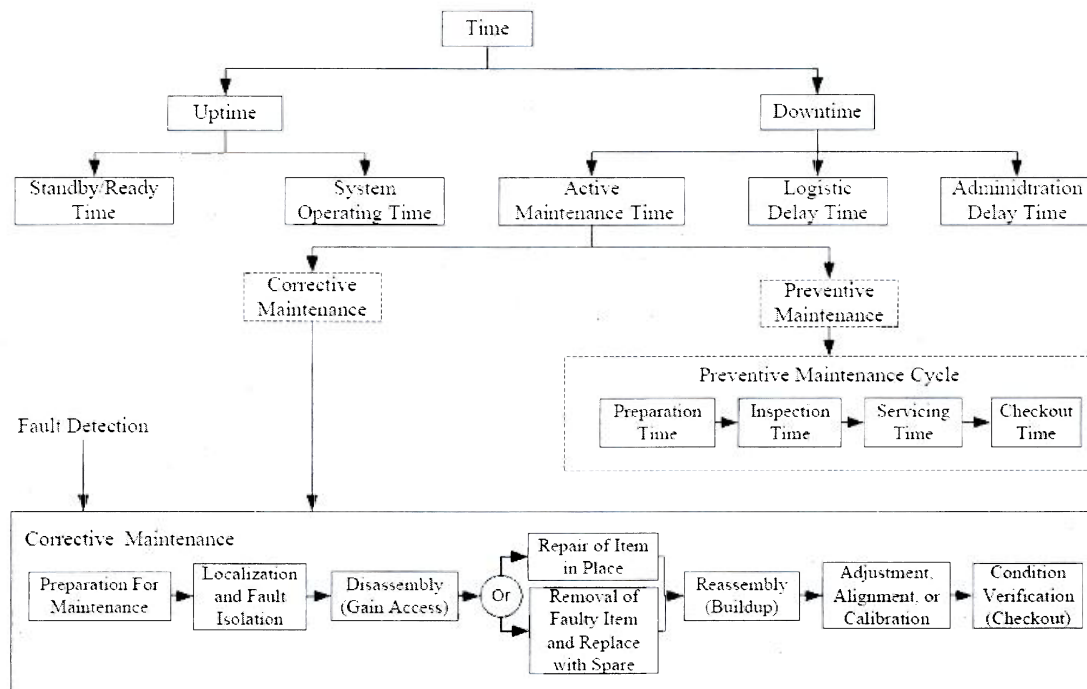 Time
Uptime
Downtime
Standby/Ready
Time
System
Operating Time
Active
Maintenance Time
Logistic
Delay Time
Adminidtration
Delay Time
Corrective
Maintenance
Preventive
Maintenance
Preventive Maintenance Cycle
Preparation
Time
Inspection
Time
Servicing
Time
Checkout
Time
Fault Detection
Corrective Maintenance
Preparation For
Maintenance
Localization
and Fault
Isolation
Disassembly
(Gain Access)
Or
Repair of Item
in Place
Removal of
Faulty Item
and Replace
with Spare
Reassembly
(Buildup)
Adjustment,
Alignment, or
Calibration
Condition
Verification
(Checkout)